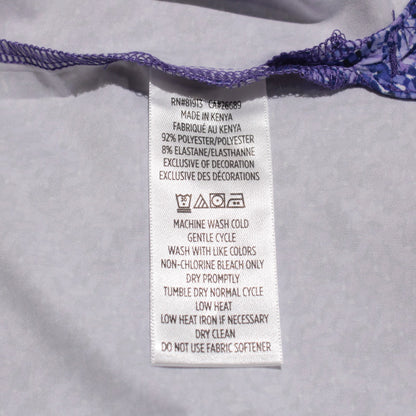 RN#81913 CA#26589
MADE IN KENYA
FABRIQUÉ AU KENYA
92% POLYESTER/POLYESTER
8% ELASTANE/ELASTHANNE
EXCLUSIVE OF DECORATION
EXCLUSIVE DES DÉCORATIONS
MACHINE WASH COLD
GENTLE CYCLE
WASH WITH LIKE COLORS
NON-CHLORINE BLEACH ONLY
DRY PROMPTLY
TUMBLE DRY NORMAL CYCLE
LOW HEAT
LOW HEAT IRON IF NECESSARY
DRY CLEAN
DO NOT USE FABRIC SOFTENER